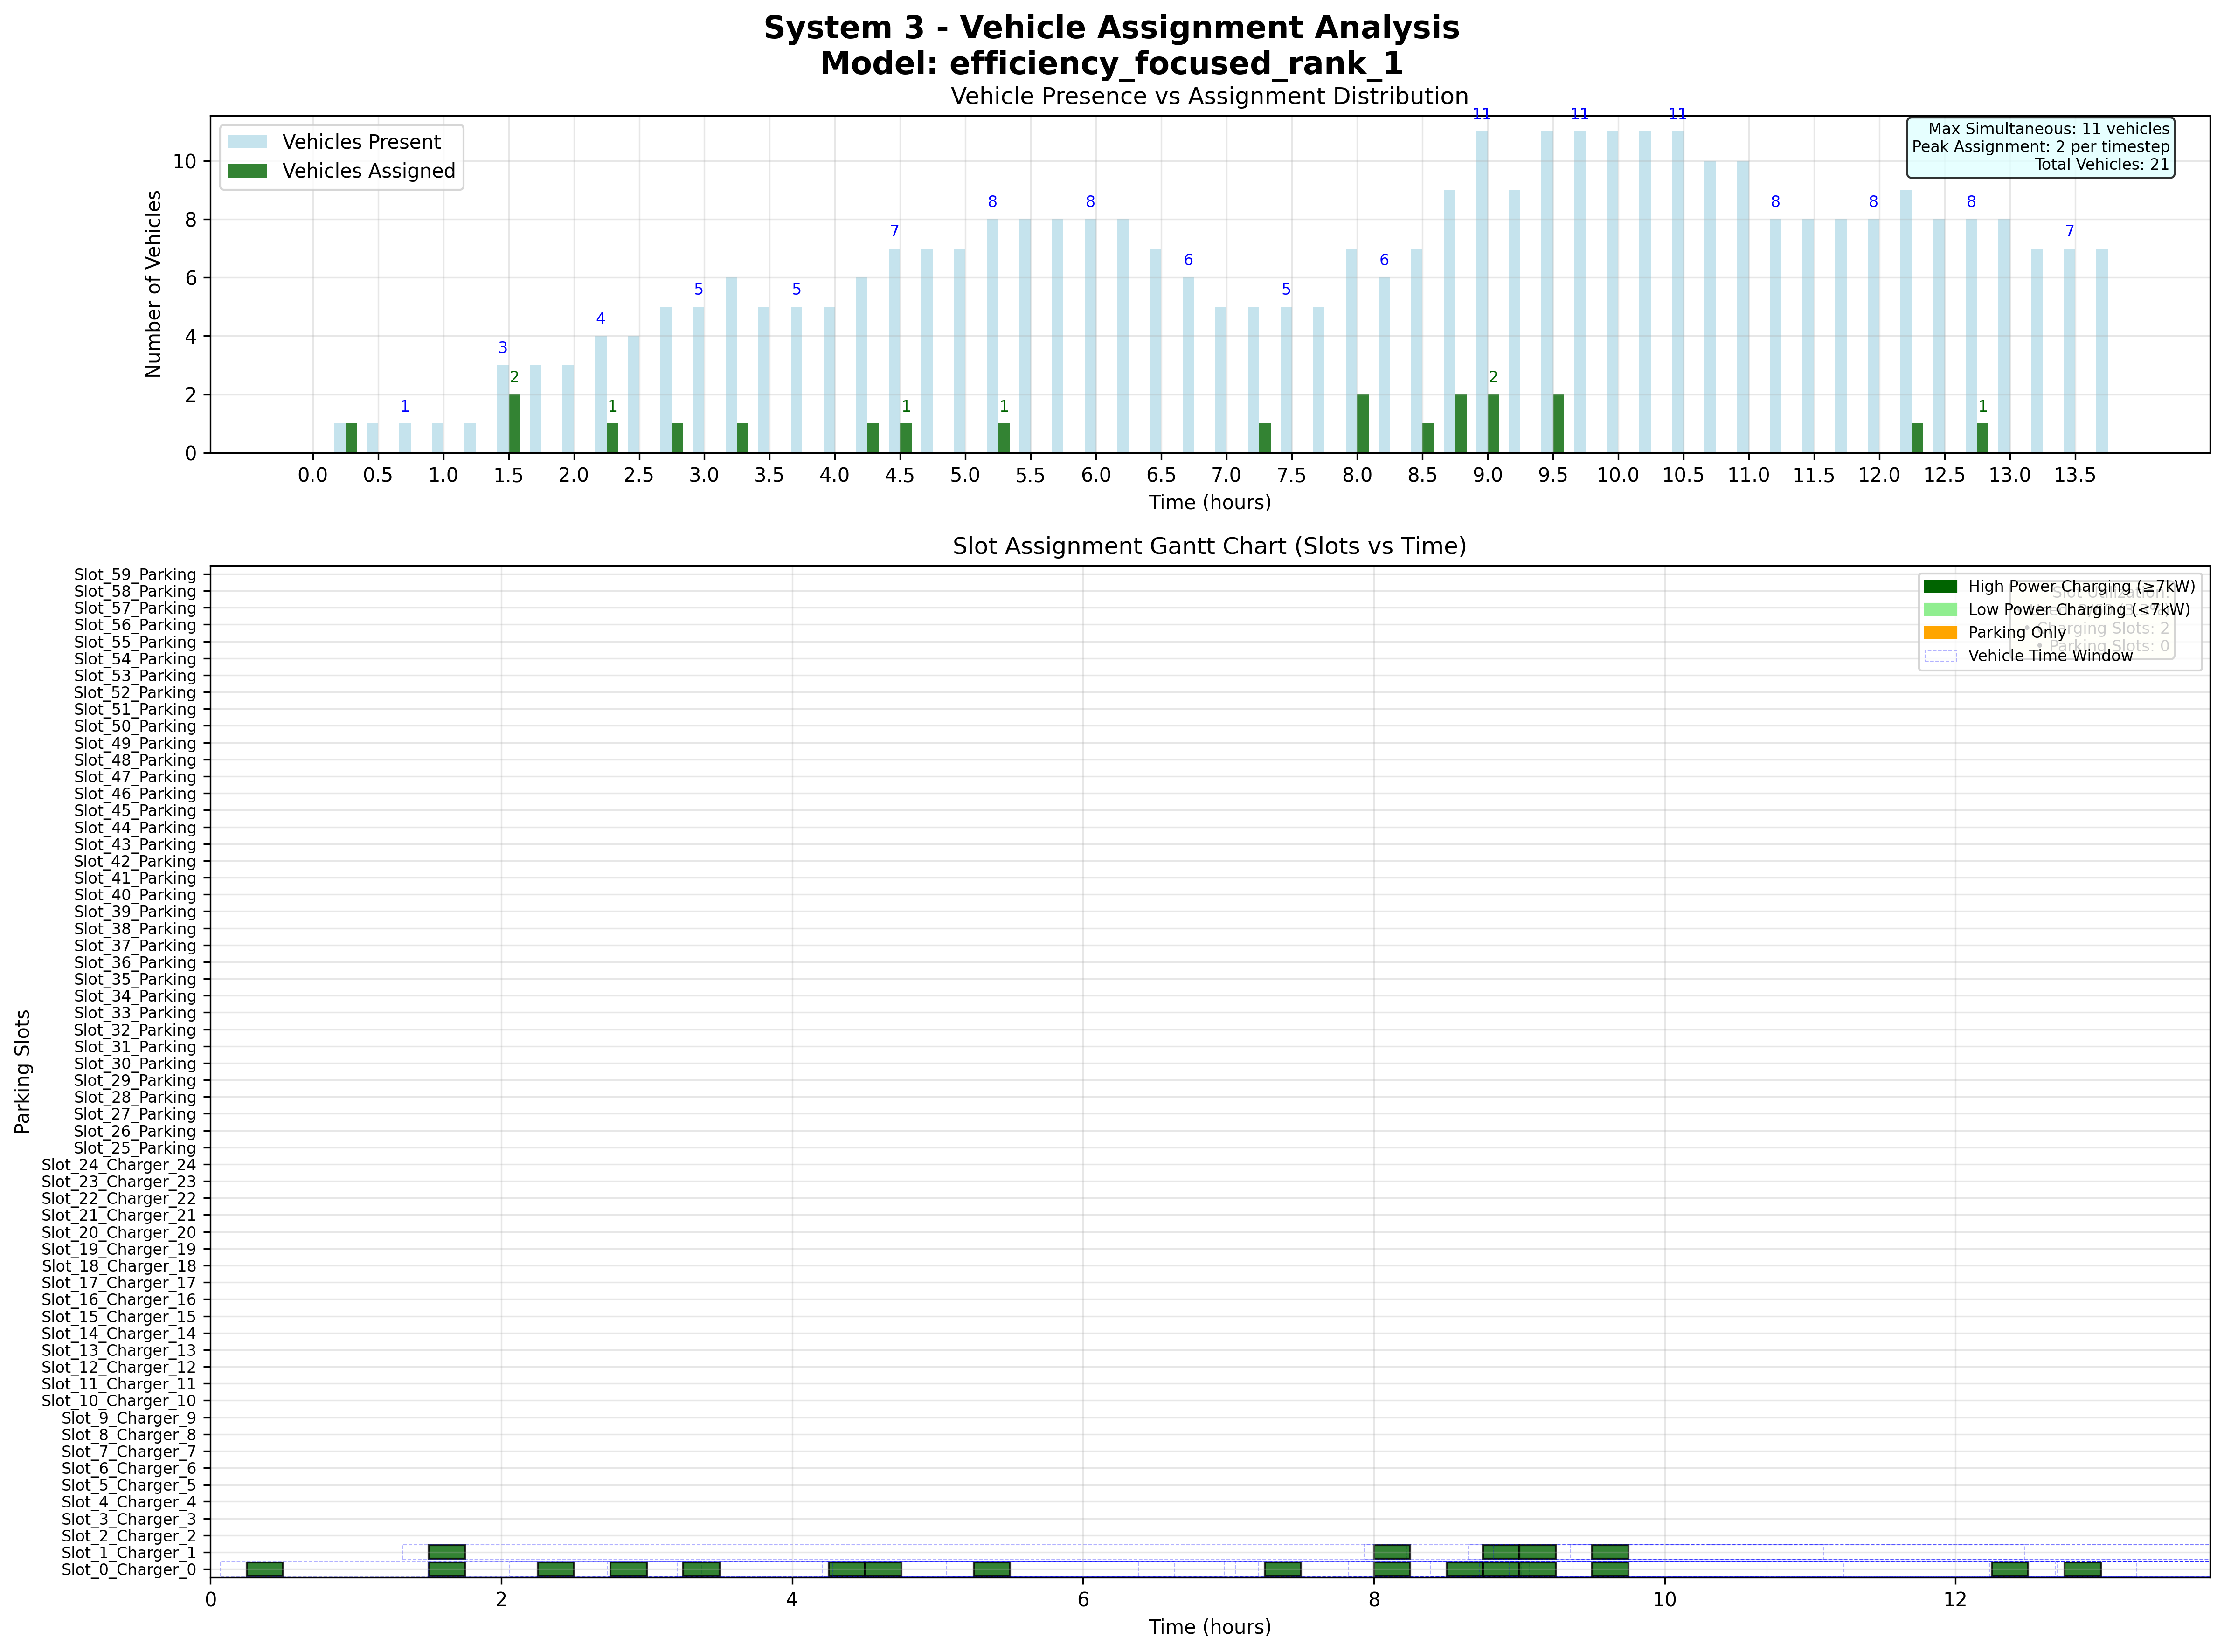 System 3 - Vehicle Assignment Analysis
Model: efficiency_focused_rank_1
Vehicle Presence vs Assignment Distribution
Vehicles Present
Vehicles Assigned
Max Simultaneous: 11 vehicles
Peak Assignment: 2 per timestep
Total Vehicles: 21
Number of Vehicles
10
8
6
4
2
0
1 3 4 5 5 7 8 8 6 5 6 11 11 11 8 8 8 7
2 1 1 1 2 1
0.0 0.5 1.0 1.5 2.0 2.5 3.0 3.5 4.0 4.5 5.0 5.5 6.0 6.5 7.0 7.5 8.0 8.5 9.0 9.5 10.0 10.5 11.0 11.5 12.0 12.5 13.0 13.5
Time (hours)
Slot Assignment Gantt Chart (Slots vs Time)
High Power Charging (≥7kW)
Low Power Charging (<7kW)
Parking Only
Vehicle Time Window
Slot Utilization:
• Charging Slots: 2
• Parking Slots: 0
Parking Slots
Slot_59_Parking
Slot_58_Parking
Slot_57_Parking
Slot_56_Parking
Slot_55_Parking
Slot_54_Parking
Slot_53_Parking
Slot_52_Parking
Slot_51_Parking
Slot_50_Parking
Slot_49_Parking
Slot_48_Parking
Slot_47_Parking
Slot_46_Parking
Slot_45_Parking
Slot_44_Parking
Slot_43_Parking
Slot_42_Parking
Slot_41_Parking
Slot_40_Parking
Slot_39_Parking
Slot_38_Parking
Slot_37_Parking
Slot_36_Parking
Slot_35_Parking
Slot_34_Parking
Slot_33_Parking
Slot_32_Parking
Slot_31_Parking
Slot_30_Parking
Slot_29_Parking
Slot_28_Parking
Slot_27_Parking
Slot_26_Parking
Slot_25_Parking
Slot_24_Charger_24
Slot_23_Charger_23
Slot_22_Charger_22
Slot_21_Charger_21
Slot_20_Charger_20
Slot_19_Charger_19
Slot_18_Charger_18
Slot_17_Charger_17
Slot_16_Charger_16
Slot_15_Charger_15
Slot_14_Charger_14
Slot_13_Charger_13
Slot_12_Charger_12
Slot_11_Charger_11
Slot_10_Charger_10
Slot_9_Charger_9
Slot_8_Charger_8
Slot_7_Charger_7
Slot_6_Charger_6
Slot_5_Charger_5
Slot_4_Charger_4
Slot_3_Charger_3
Slot_2_Charger_2
Slot_1_Charger_1
Slot_0_Charger_0
0 2 4 6 8 10 12
Time (hours)